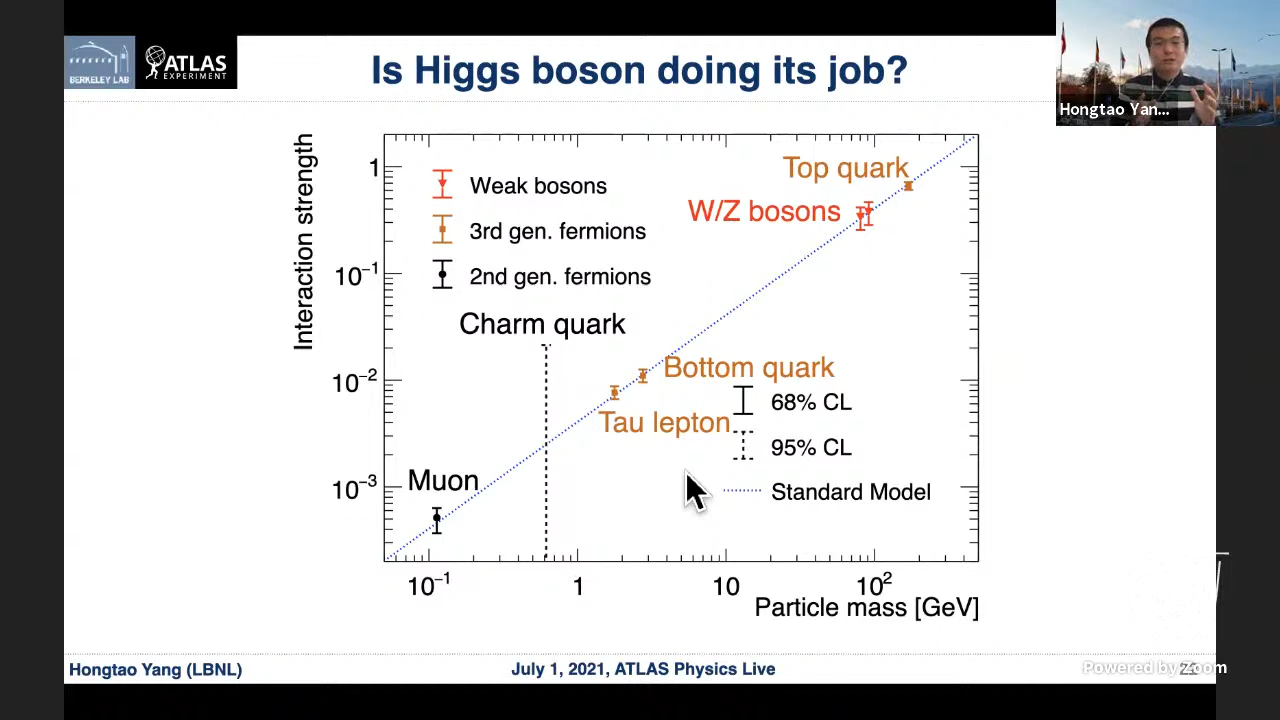 BERKELEY LAB
ATLAS
EXPERIMENT
Is Higgs boson doing its job?
Hongtao Yan...
Interaction strength
1
10⁻¹
10⁻²
10⁻³
Weak bosons
3rd gen. fermions
2nd gen. fermions
Top quark
W/Z bosons
Charm quark
Bottom quark
Tau lepton
Muon
68% CL
95% CL
Standard Model
10⁻¹
1
10
10²
Particle mass [GeV]
Hongtao Yang (LBNL)
July 1, 2021, ATLAS Physics Live
Powered by Zoom